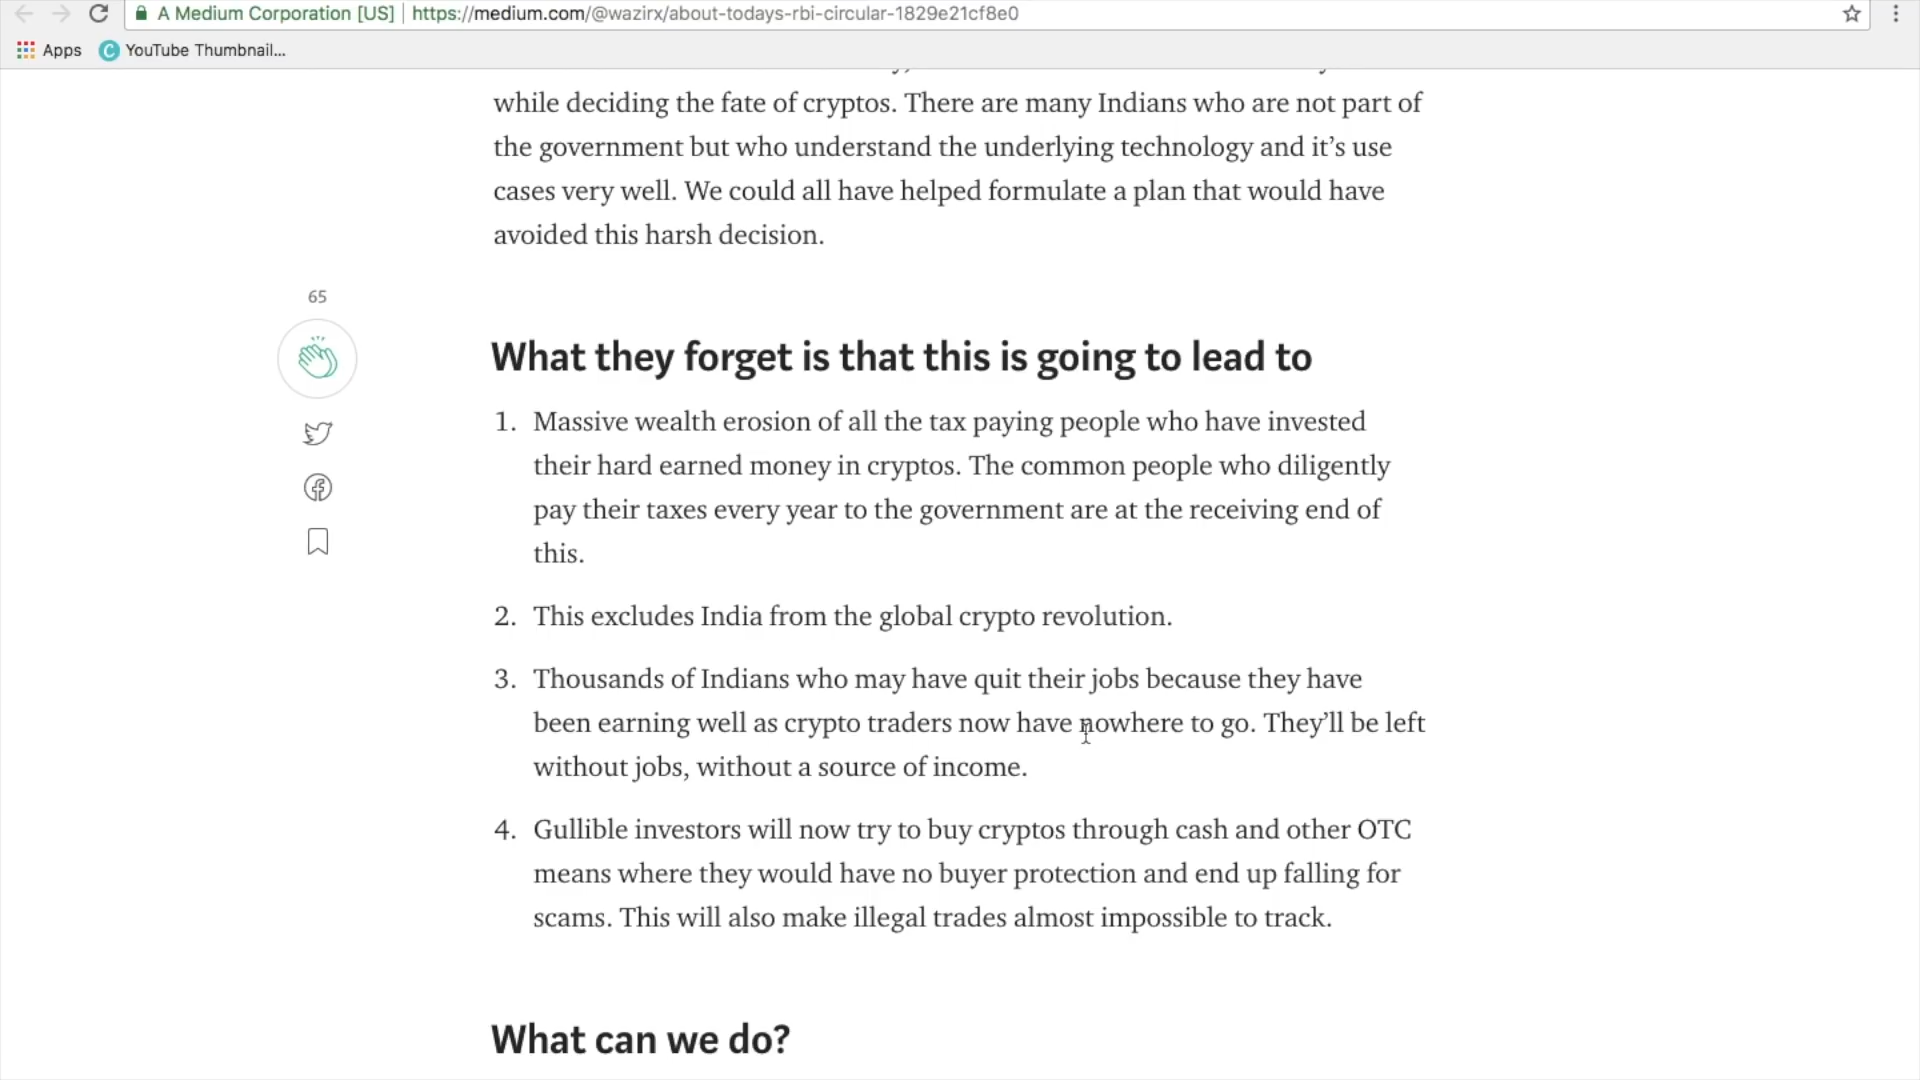 A Medium Corporation [US] | https://medium.com/@wazirx/about-todays-rbi-circular-1829e21cf8e0
Apps YouTube Thumbnail...
while deciding the fate of cryptos. There are many Indians who are not part of
the government but who understand the underlying technology and it’s use
cases very well. We could all have helped formulate a plan that would have
avoided this harsh decision.
65
What they forget is that this is going to lead to
1. Massive wealth erosion of all the tax paying people who have invested
their hard earned money in cryptos. The common people who diligently
pay their taxes every year to the government are at the receiving end of
this.
2. This excludes India from the global crypto revolution.
3. Thousands of Indians who may have quit their jobs because they have
been earning well as crypto traders now have nowhere to go. They’ll be left
without jobs, without a source of income.
4. Gullible investors will now try to buy cryptos through cash and other OTC
means where they would have no buyer protection and end up falling for
scams. This will also make illegal trades almost impossible to track.
What can we do?